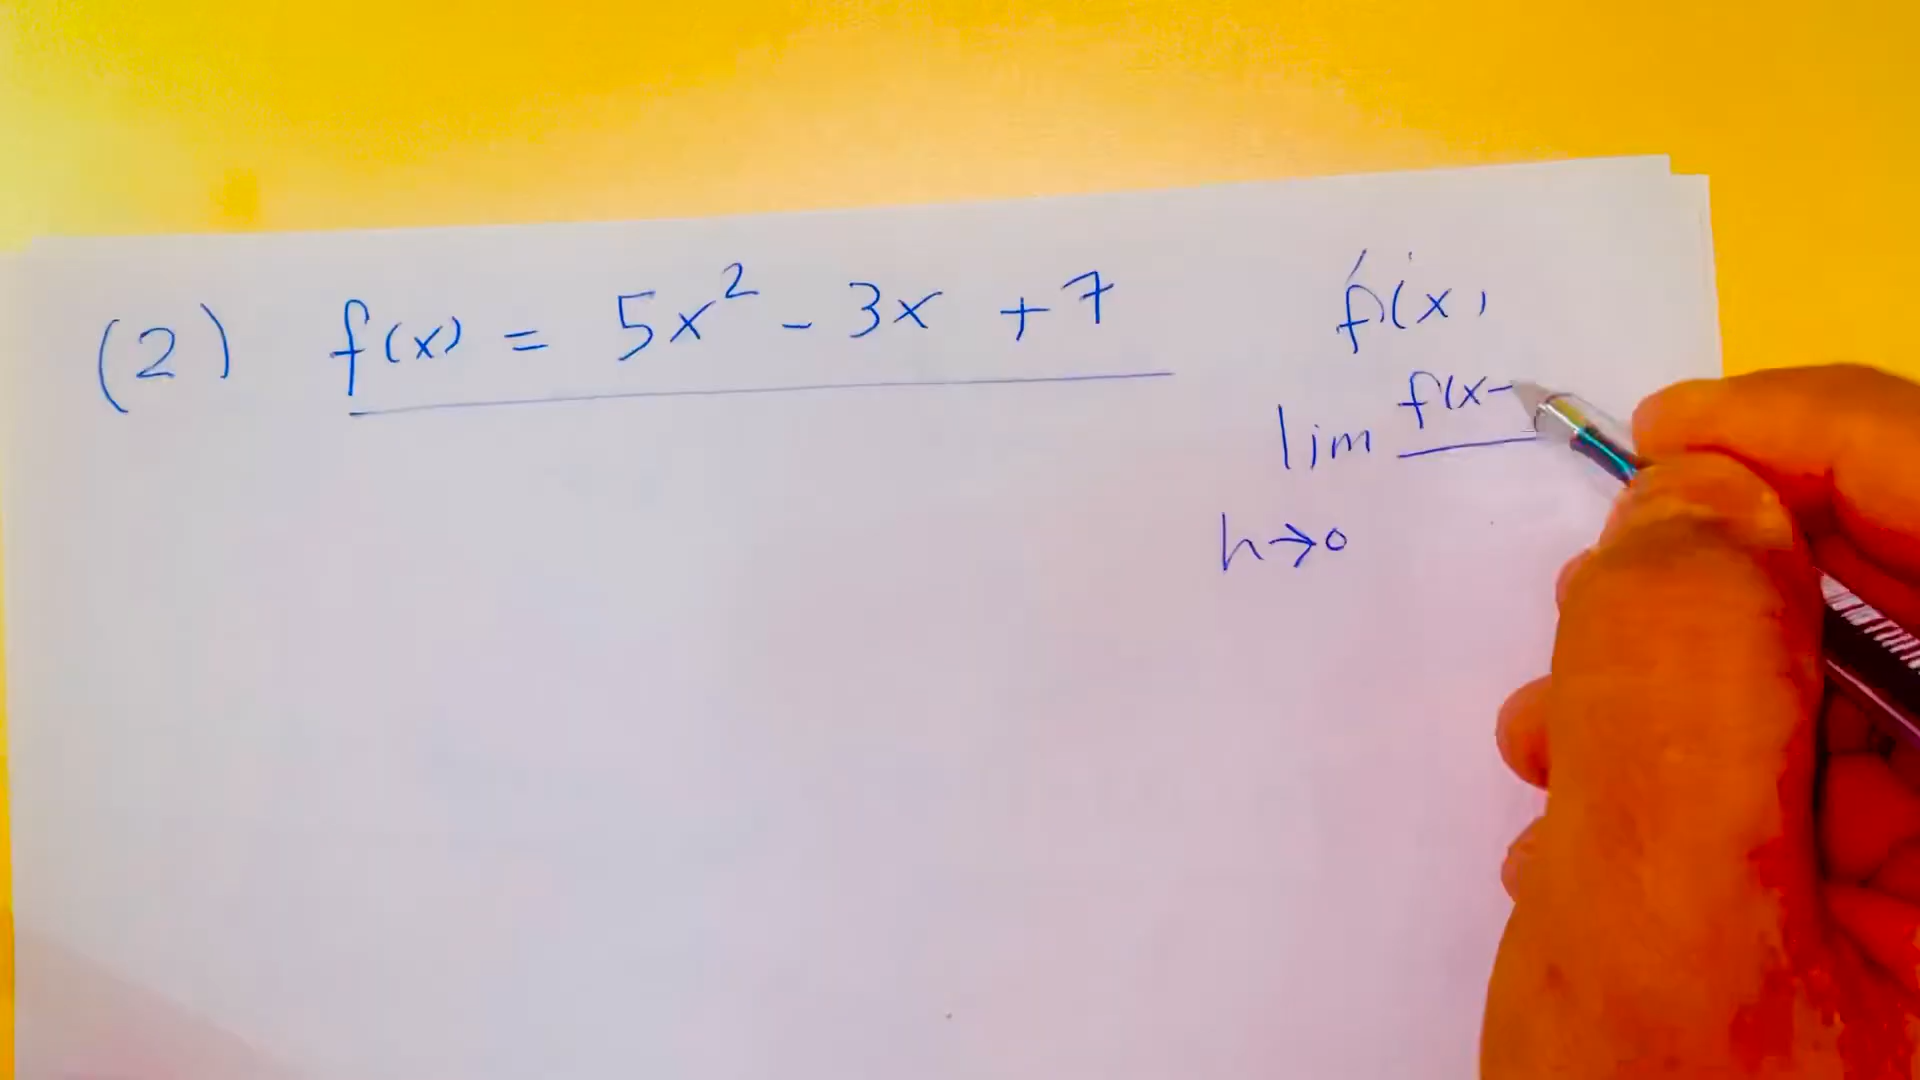 (2) f(x) = 5x² - 3x + 7
f'(x)
lim f(x-
h→0